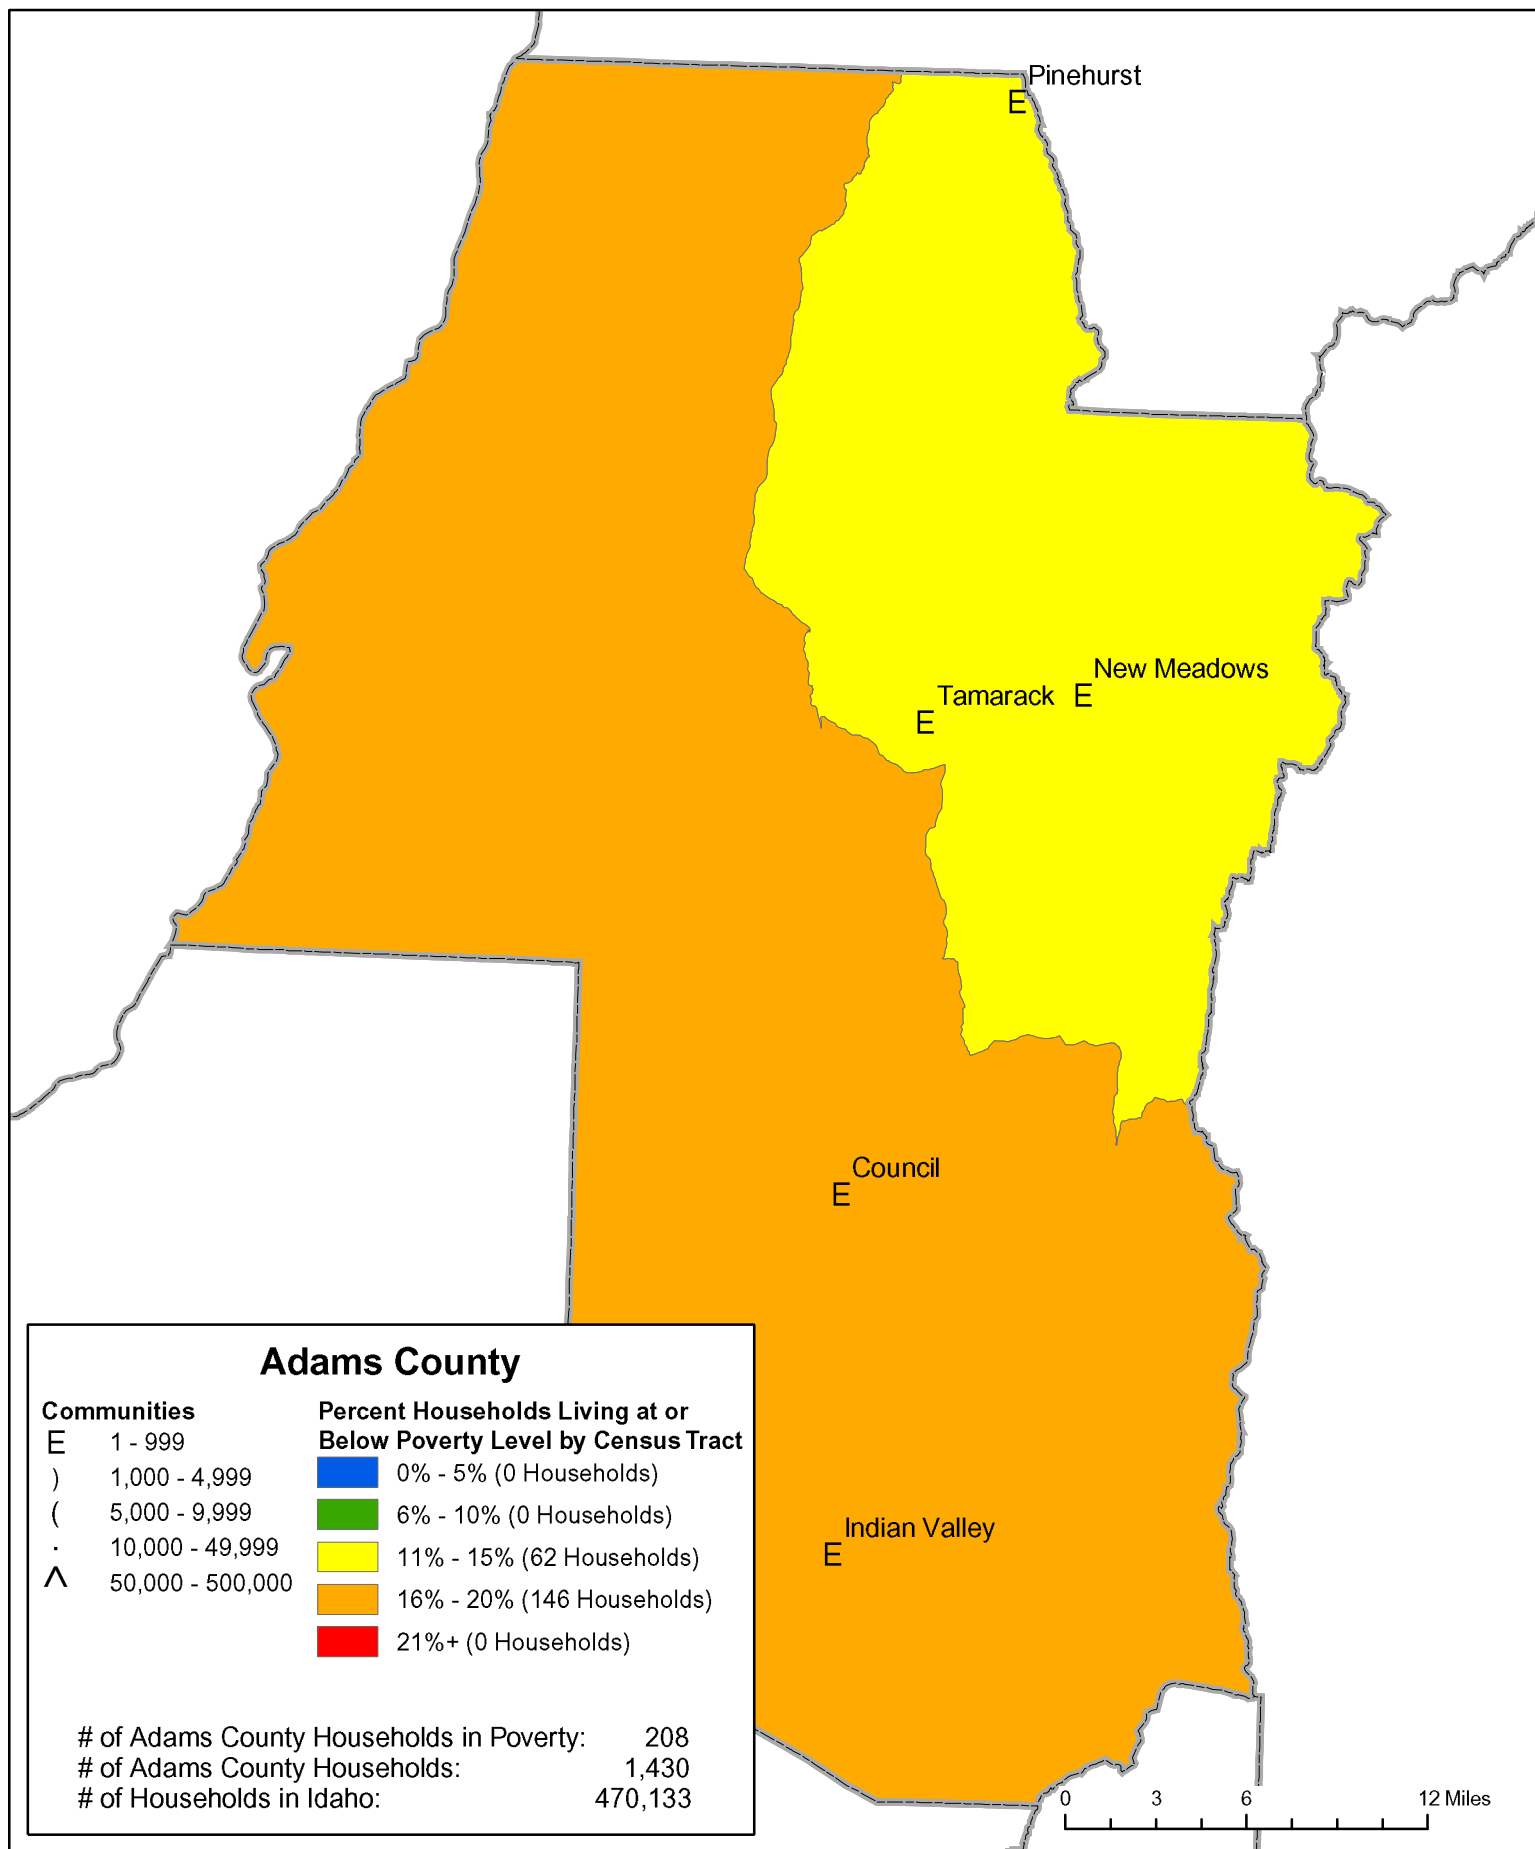 Pinehurst
E
New Meadows
E
Tamarack
E
Council
E
Indian Valley
E
Adams County
Communities
E 1 - 999
) 1,000 - 4,999
( 5,000 - 9,999
. 10,000 - 49,999
^ 50,000 - 500,000
Percent Households Living at or
Below Poverty Level by Census Tract
0% - 5% (0 Households)
6% - 10% (0 Households)
11% - 15% (62 Households)
16% - 20% (146 Households)
21%+ (0 Households)
# of Adams County Households in Poverty: 208
# of Adams County Households: 1,430
# of Households in Idaho: 470,133
0 3 6 12 Miles